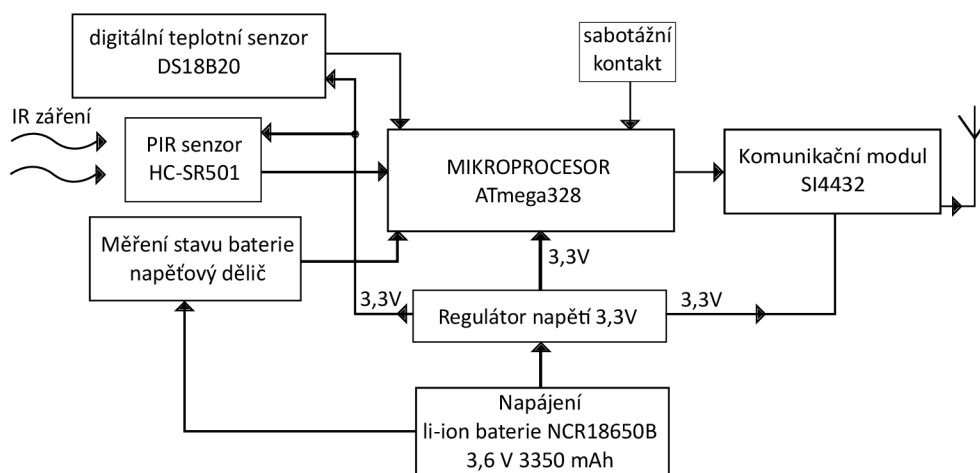 digitální teplotní senzor
DS18B20
sabotážní
kontakt
IR záření
PIR senzor
HC-SR501
MIKROPROCESOR
ATmega328
Komunikační modul
SI4432
Měření stavu baterie
napěťový dělič
3,3V
3,3V
3,3V
Regulátor napětí 3,3V
Napájení
li-ion baterie NCR18650B
3,6 V 3350 mAh